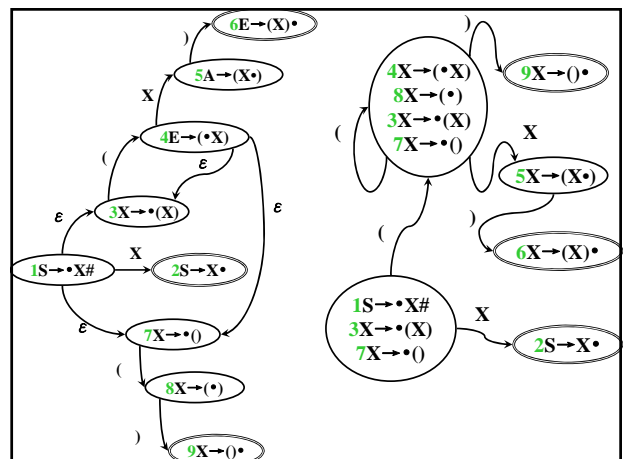 6E→(X)•
)
5A→(X•)
X
4E→(•X)
(
ε
3X→•(X)
ε
ε
1S→•X#
X
2S→X•
ε
7X→•()
(
8X→(•)
)
9X→()•
4X→(•X)
8X→(•)
3X→•(X)
7X→•()
)
9X→()•
(
X
5X→(X•)
)
6X→(X)•
(
1S→•X#
3X→•(X)
7X→•()
X
2S→X•